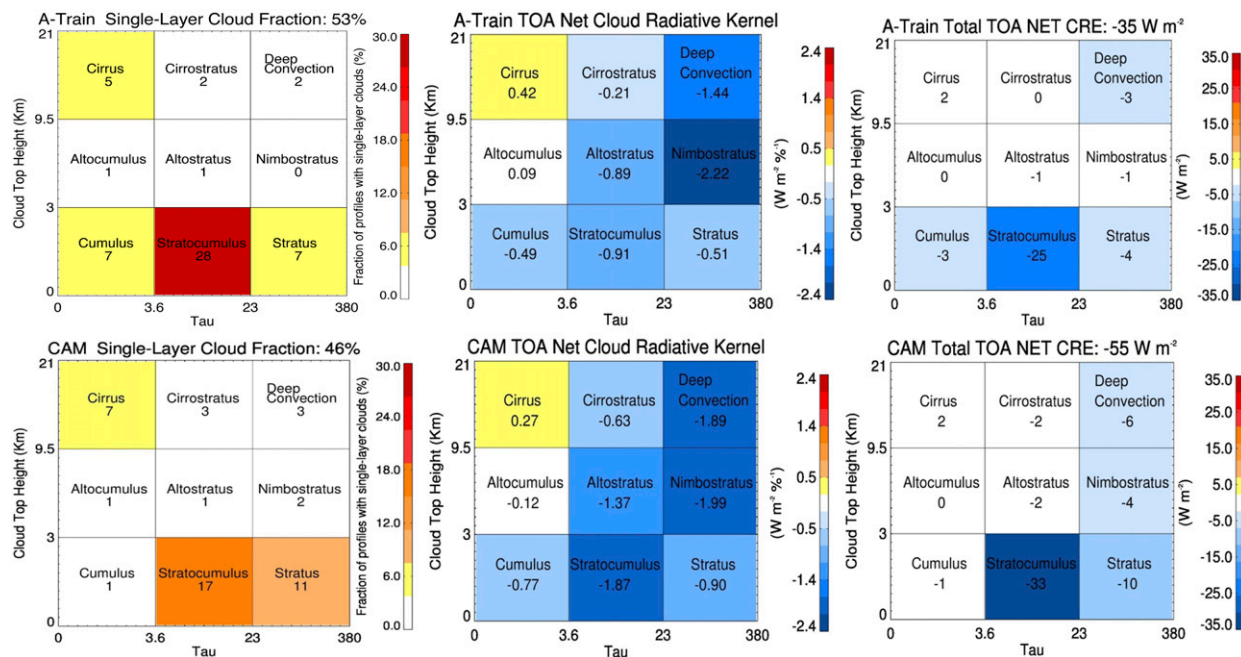 A-Train Single-Layer Cloud Fraction: 53%
21
9.5
3
0
Cloud Top Height (Km)
Cirrus
5
Cirrostratus
2
Deep
Convection
2
Altocumulus
1
Altostratus
1
Nimbostratus
0
Cumulus
7
Stratocumulus
28
Stratus
7
0 3.6 23 380
Tau
30.0
24.0
18.0
12.0
6.0
0.0
Fraction of profiles with single-layer clouds (%)
A-Train TOA Net Cloud Radiative Kernel
21
9.5
3
0
Cloud Top Height (Km)
Cirrus
0.42
Cirrostratus
-0.21
Deep
Convection
-1.44
Altocumulus
0.09
Altostratus
-0.89
Nimbostratus
-2.22
Cumulus
-0.49
Stratocumulus
-0.91
Stratus
-0.51
0 3.6 23 380
Tau
2.4
1.4
0.5
-0.5
-1.4
-2.4
(W m⁻² %⁻¹)
A-Train Total TOA NET CRE: -35 W m⁻²
21
9.5
3
0
Cloud Top Height (Km)
Cirrus
2
Cirrostratus
0
Deep
Convection
-3
Altocumulus
0
Altostratus
-1
Nimbostratus
-1
Cumulus
-3
Stratocumulus
-25
Stratus
-4
0 3.6 23 380
Tau
35.0
25.0
15.0
5.0
-5.0
-15.0
-25.0
-35.0
(W m⁻²)
CAM Single-Layer Cloud Fraction: 46%
21
9.5
3
0
Cloud Top Height (Km)
Cirrus
7
Cirrostratus
3
Deep
Convection
3
Altocumulus
1
Altostratus
1
Nimbostratus
2
Cumulus
1
Stratocumulus
17
Stratus
11
0 3.6 23 380
Tau
30.0
24.0
18.0
12.0
6.0
0.0
Fraction of profiles with single-layer clouds (%)
CAM TOA Net Cloud Radiative Kernel
21
9.5
3
0
Cloud Top Height (Km)
Cirrus
0.27
Cirrostratus
-0.63
Deep
Convection
-1.89
Altocumulus
-0.12
Altostratus
-1.37
Nimbostratus
-1.99
Cumulus
-0.77
Stratocumulus
-1.87
Stratus
-0.90
0 3.6 23 380
Tau
2.4
1.4
0.5
-0.5
-1.4
-2.4
(W m⁻² %⁻¹)
CAM Total TOA NET CRE: -55 W m⁻²
21
9.5
3
0
Cloud Top Height (Km)
Cirrus
2
Cirrostratus
-2
Deep
Convection
-6
Altocumulus
0
Altostratus
-2
Nimbostratus
-4
Cumulus
-1
Stratocumulus
-33
Stratus
-10
0 3.6 23 380
Tau
35.0
25.0
15.0
5.0
-5.0
-15.0
-25.0
-35.0
(W m⁻²)